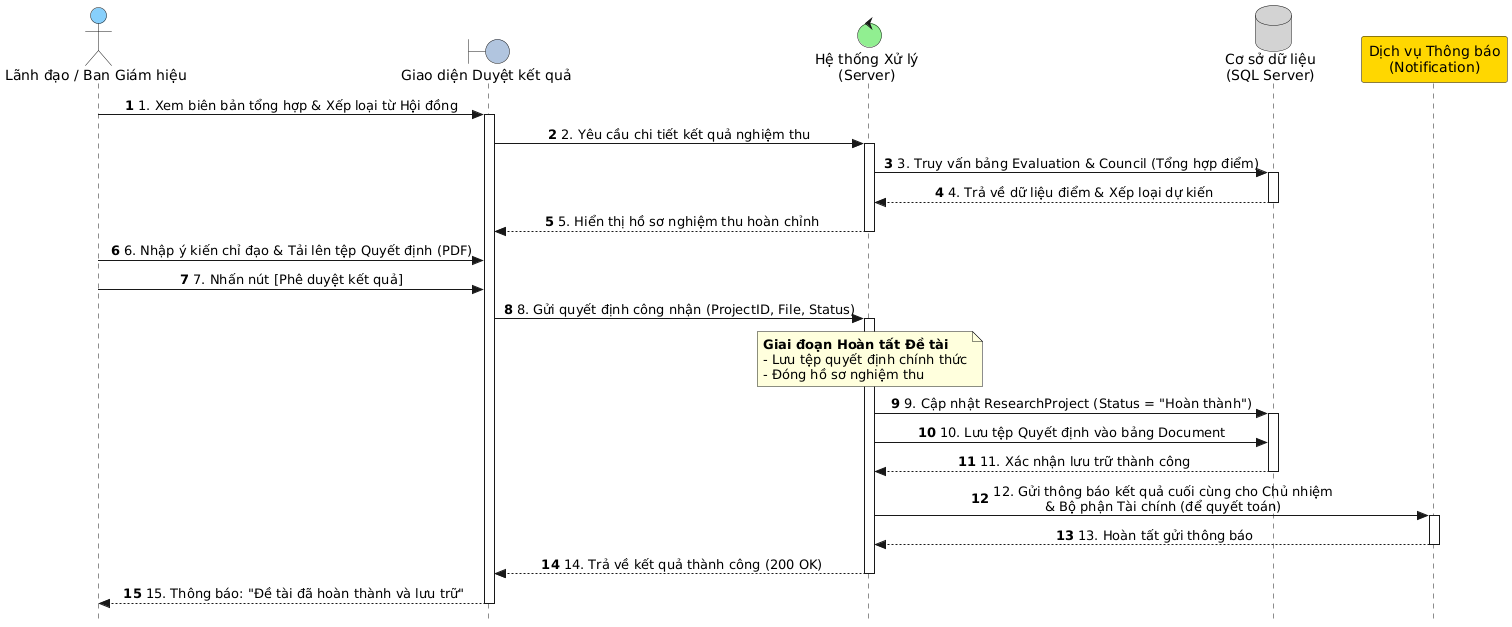 Lãnh đạo / Ban Giám hiệu
Giao diện Duyệt kết quả
Hệ thống Xử lý
(Server)
Cơ sở dữ liệu
(SQL Server)
Dịch vụ Thông báo
(Notification)
1 1. Xem biên bản tổng hợp & Xếp loại từ Hội đồng
2 2. Yêu cầu chi tiết kết quả nghiệm thu
3 3. Truy vấn bảng Evaluation & Council (Tổng hợp điểm)
4 4. Trả về dữ liệu điểm & Xếp loại dự kiến
5 5. Hiển thị hồ sơ nghiệm thu hoàn chỉnh
6 6. Nhập ý kiến chỉ đạo & Tải lên tệp Quyết định (PDF)
7 7. Nhấn nút [Phê duyệt kết quả]
8 8. Gửi quyết định công nhận (ProjectID, File, Status)
Giai đoạn Hoàn tất Đề tài
- Lưu tệp quyết định chính thức
- Đóng hồ sơ nghiệm thu
9 9. Cập nhật ResearchProject (Status = "Hoàn thành")
10 10. Lưu tệp Quyết định vào bảng Document
11 11. Xác nhận lưu trữ thành công
12 12. Gửi thông báo kết quả cuối cùng cho Chủ nhiệm
& Bộ phận Tài chính (để quyết toán)
13 13. Hoàn tất gửi thông báo
14 14. Trả về kết quả thành công (200 OK)
15 15. Thông báo: "Đề tài đã hoàn thành và lưu trữ"